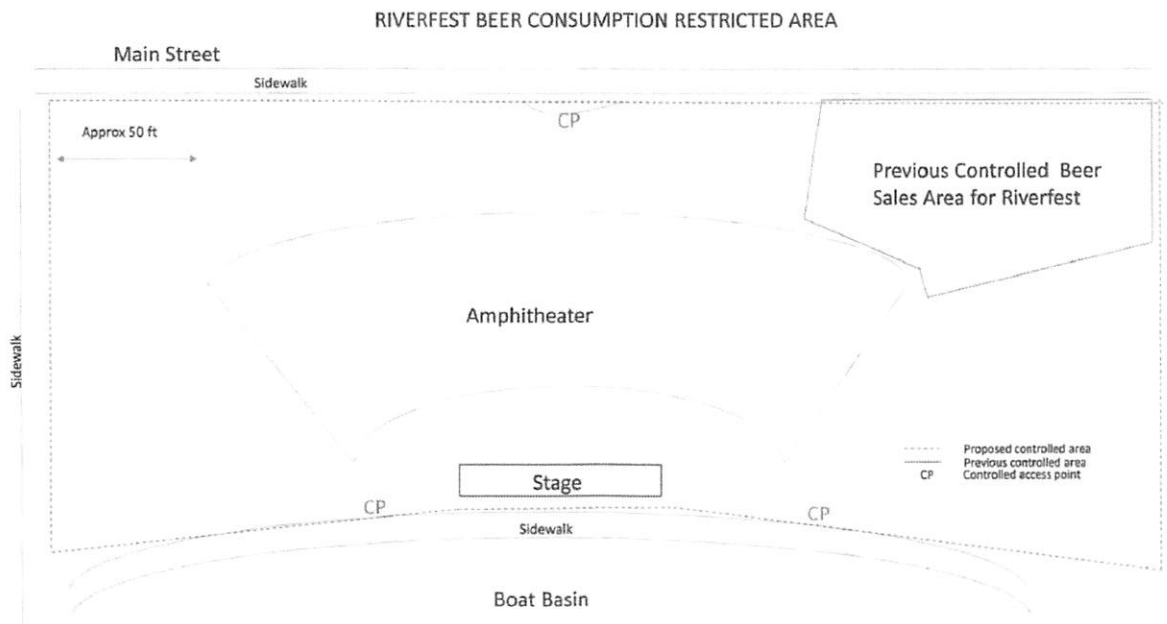 RIVERFEST BEER CONSUMPTION RESTRICTED AREA
Main Street
Sidewalk
CP
Approx 50 ft
Previous Controlled Beer
Sales Area for Riverfest
Amphitheater
Sidewalk
Proposed controlled area
Previous controlled area
CP Controlled access point
Stage
CP
CP
Sidewalk
Boat Basin